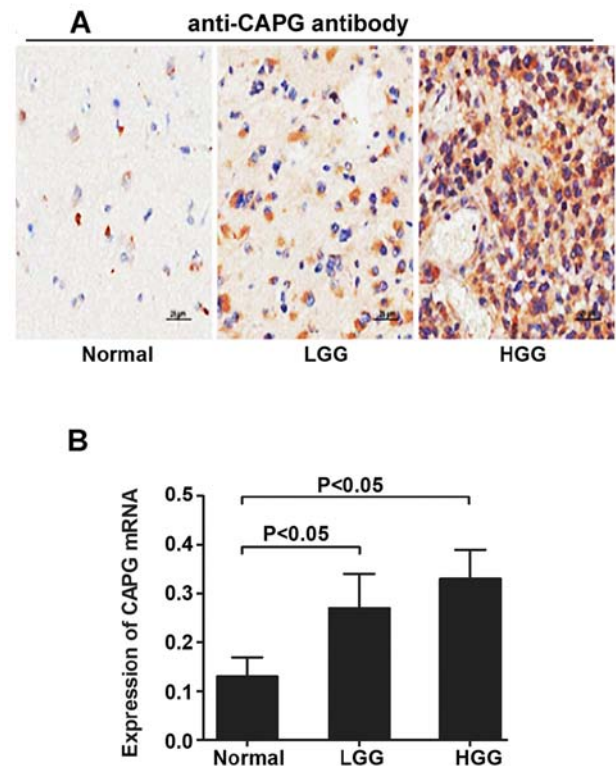 A
anti-CAPG antibody
Normal
LGG
HGG
B
Expression of CAPG mRNA
P<0.05
P<0.05
0.5
0.4
0.3
0.2
0.1
0.0
Normal
LGG
HGG